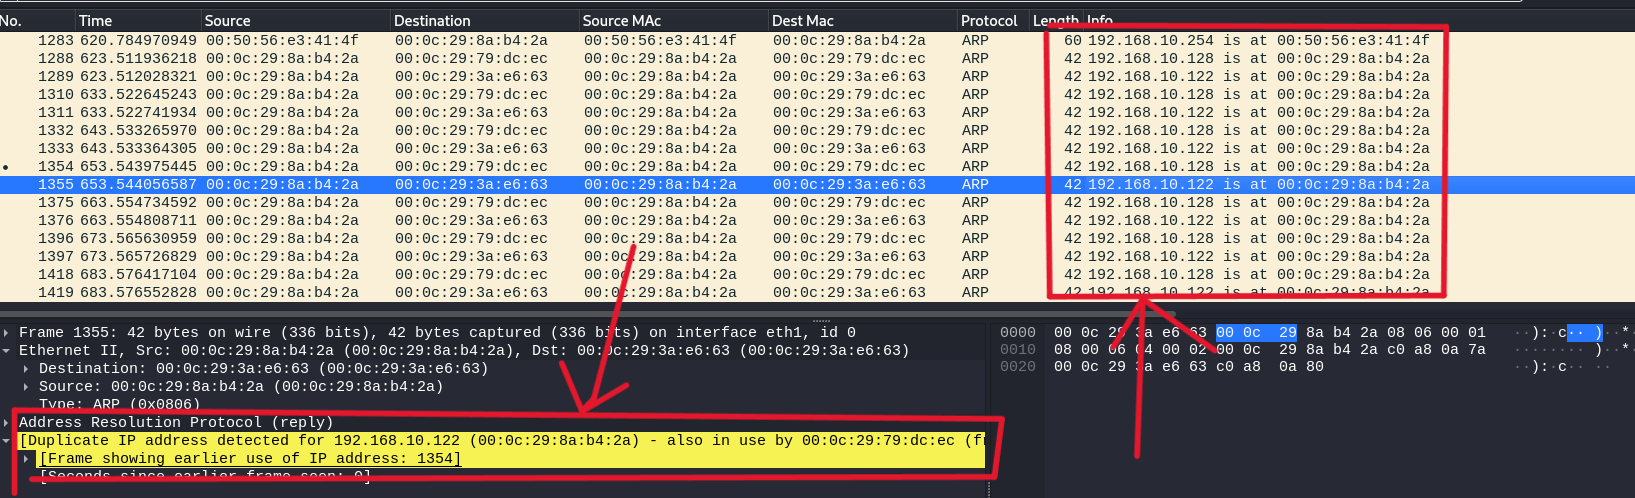 No. Time Source Destination Source MAc Dest Mac Protocol Length Info
1283 620.784970949 00:50:56:e3:41:4f 00:0c:29:8a:b4:2a 00:50:56:e3:41:4f 00:0c:29:8a:b4:2a ARP 60 192.168.10.254 is at 00:50:56:e3:41:4f
1288 623.511936218 00:0c:29:8a:b4:2a 00:0c:29:79:dc:ec 00:0c:29:8a:b4:2a 00:0c:29:79:dc:ec ARP 42 192.168.10.128 is at 00:0c:29:8a:b4:2a
1289 623.512028321 00:0c:29:8a:b4:2a 00:0c:29:3a:e6:63 00:0c:29:8a:b4:2a 00:0c:29:3a:e6:63 ARP 42 192.168.10.122 is at 00:0c:29:8a:b4:2a
1310 633.522645243 00:0c:29:8a:b4:2a 00:0c:29:79:dc:ec 00:0c:29:8a:b4:2a 00:0c:29:79:dc:ec ARP 42 192.168.10.128 is at 00:0c:29:8a:b4:2a
1311 633.522741934 00:0c:29:8a:b4:2a 00:0c:29:3a:e6:63 00:0c:29:8a:b4:2a 00:0c:29:3a:e6:63 ARP 42 192.168.10.122 is at 00:0c:29:8a:b4:2a
1332 643.533265970 00:0c:29:8a:b4:2a 00:0c:29:79:dc:ec 00:0c:29:8a:b4:2a 00:0c:29:79:dc:ec ARP 42 192.168.10.128 is at 00:0c:29:8a:b4:2a
1333 643.533364305 00:0c:29:8a:b4:2a 00:0c:29:3a:e6:63 00:0c:29:8a:b4:2a 00:0c:29:3a:e6:63 ARP 42 192.168.10.122 is at 00:0c:29:8a:b4:2a
1354 653.543975445 00:0c:29:8a:b4:2a 00:0c:29:79:dc:ec 00:0c:29:8a:b4:2a 00:0c:29:79:dc:ec ARP 42 192.168.10.128 is at 00:0c:29:8a:b4:2a
1355 653.544056587 00:0c:29:8a:b4:2a 00:0c:29:3a:e6:63 00:0c:29:8a:b4:2a 00:0c:29:3a:e6:63 ARP 42 192.168.10.122 is at 00:0c:29:8a:b4:2a
1375 663.554734592 00:0c:29:8a:b4:2a 00:0c:29:79:dc:ec 00:0c:29:8a:b4:2a 00:0c:29:79:dc:ec ARP 42 192.168.10.128 is at 00:0c:29:8a:b4:2a
1376 663.554808711 00:0c:29:8a:b4:2a 00:0c:29:3a:e6:63 00:0c:29:8a:b4:2a 00:0c:29:3a:e6:63 ARP 42 192.168.10.122 is at 00:0c:29:8a:b4:2a
1396 673.565630959 00:0c:29:8a:b4:2a 00:0c:29:79:dc:ec 00:0c:29:8a:b4:2a 00:0c:29:79:dc:ec ARP 42 192.168.10.128 is at 00:0c:29:8a:b4:2a
1397 673.565726829 00:0c:29:8a:b4:2a 00:0c:29:3a:e6:63 00:0c:29:8a:b4:2a 00:0c:29:3a:e6:63 ARP 42 192.168.10.122 is at 00:0c:29:8a:b4:2a
1418 683.576417104 00:0c:29:8a:b4:2a 00:0c:29:79:dc:ec 00:0c:29:8a:b4:2a 00:0c:29:79:dc:ec ARP 42 192.168.10.128 is at 00:0c:29:8a:b4:2a
1419 683.576552828 00:0c:29:8a:b4:2a 00:0c:29:3a:e6:63 00:0c:29:8a:b4:2a 00:0c:29:3a:e6:63 ARP 42 192.168.10.122 is at 00:0c:29:8a:b4:2a
Frame 1355: 42 bytes on wire (336 bits), 42 bytes captured (336 bits) on interface eth1, id 0
Ethernet II, Src: 00:0c:29:8a:b4:2a (00:0c:29:8a:b4:2a), Dst: 00:0c:29:3a:e6:63 (00:0c:29:3a:e6:63)
Destination: 00:0c:29:3a:e6:63 (00:0c:29:3a:e6:63)
Source: 00:0c:29:8a:b4:2a (00:0c:29:8a:b4:2a)
Type: ARP (0x0806)
Address Resolution Protocol (reply)
[Duplicate IP address detected for 192.168.10.122 (00:0c:29:8a:b4:2a) - also in use by 00:0c:29:79:dc:ec (f
[Frame showing earlier use of IP address: 1354]
[Seconds since earlier frame seen: 0]
0000 00 0c 29 3a e6 63 00 0c 29 8a b4 2a 08 06 00 01 ··):·c·· )··*
0010 08 00 06 04 00 02 00 0c 29 8a b4 2a c0 a8 0a 7a ········ )··*
0020 00 0c 29 3a e6 63 c0 a8 0a 80 ··):·c·· ··